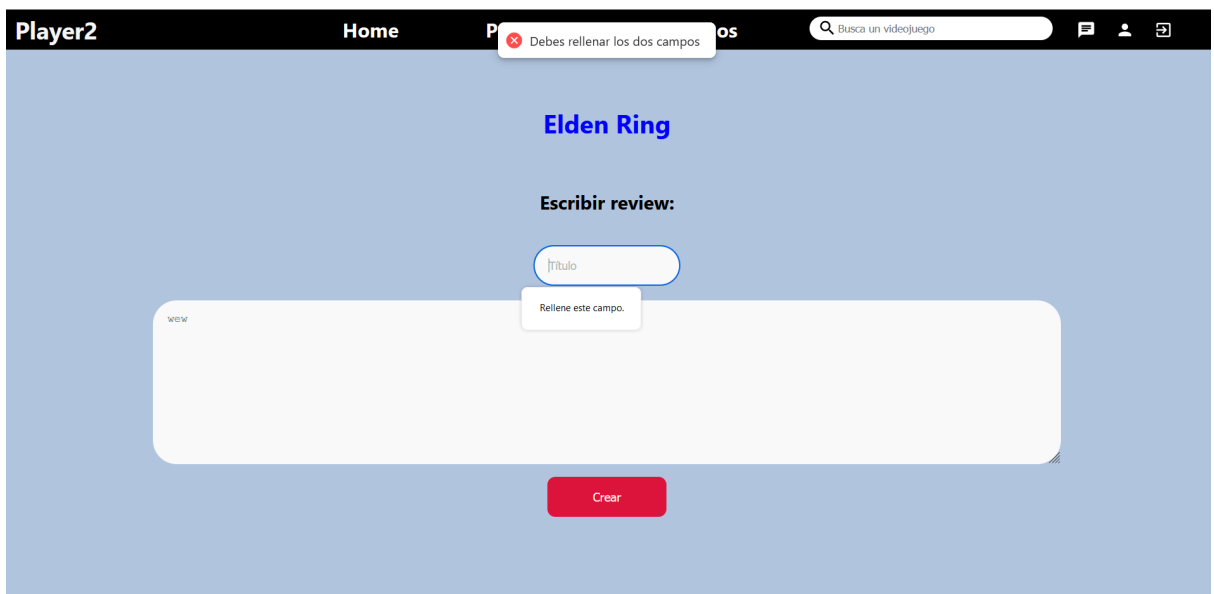 Player2
Home
Debes rellenar los dos campos
Busca un videojuego
Elden Ring
Escribir review:
Título
Rellene este campo.
wew
Crear